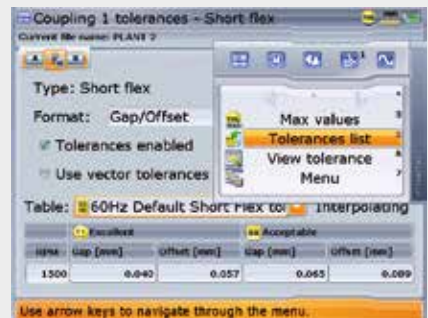 Coupling 1 tolerances - Short flex
Current file name: PLANT 2
Type: Short flex
Format: Gap/Offset
Tolerances enabled
Use vector tolerances
Max values
Tolerances list
View tolerance
Menu
Table: 60Hz Default Short Flex tol Interpolating
Excellent Acceptable
RPM Gap [mm] Offset [mm] Gap [mm] Offset [mm]
1500 0.040 0.057 0.065 0.089
Use arrow keys to navigate through the menu.